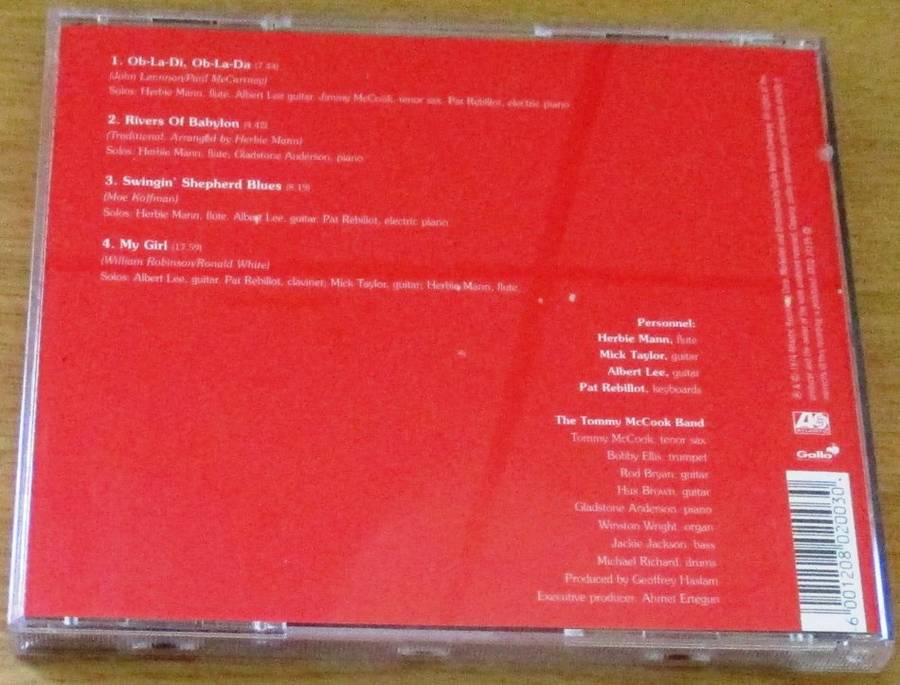 1. Ob-La-Di, Ob-La-Da
(John Lennon/Paul McCartney)
Solos: Herbie Mann, flute, Albert Lee guitar, Jimmy McCook, tenor sax, Pat Rebillot, electric piano
2. Rivers Of Babylon (4.48)
(Traditional, Arranged by Herbie Mann)
Solos: Herbie Mann, flute, Gladstone Anderson, piano
3. Swingin' Shepherd Blues (8.19)
(Moe Koffman)
Solos: Herbie Mann, flute, Albert Lee, guitar, Pat Rebillot, electric piano
4. My Girl (17.59)
(William Robinson/Ronald White)
Solos: Albert Lee, guitar, Pat Rebillot, clavinet; Mick Taylor, guitar; Herbie Mann, flute.
Personnel:
Herbie Mann, flute
Mick Taylor, guitar
Albert Lee, guitar
Pat Rebillot, keyboards
The Tommy McCook Band
Tommy McCook, tenor sax
Bobby Ellis, trumpet
Rod Bryan, guitar
Hux Brown, guitar
Gladstone Anderson, piano
Winston Wright, organ
Jackie Jackson, bass
Michael Richard, drums
Produced by Geoffrey Haslam
Executive producer: Ahmet Ertegun
Gallo
6 001208 020030